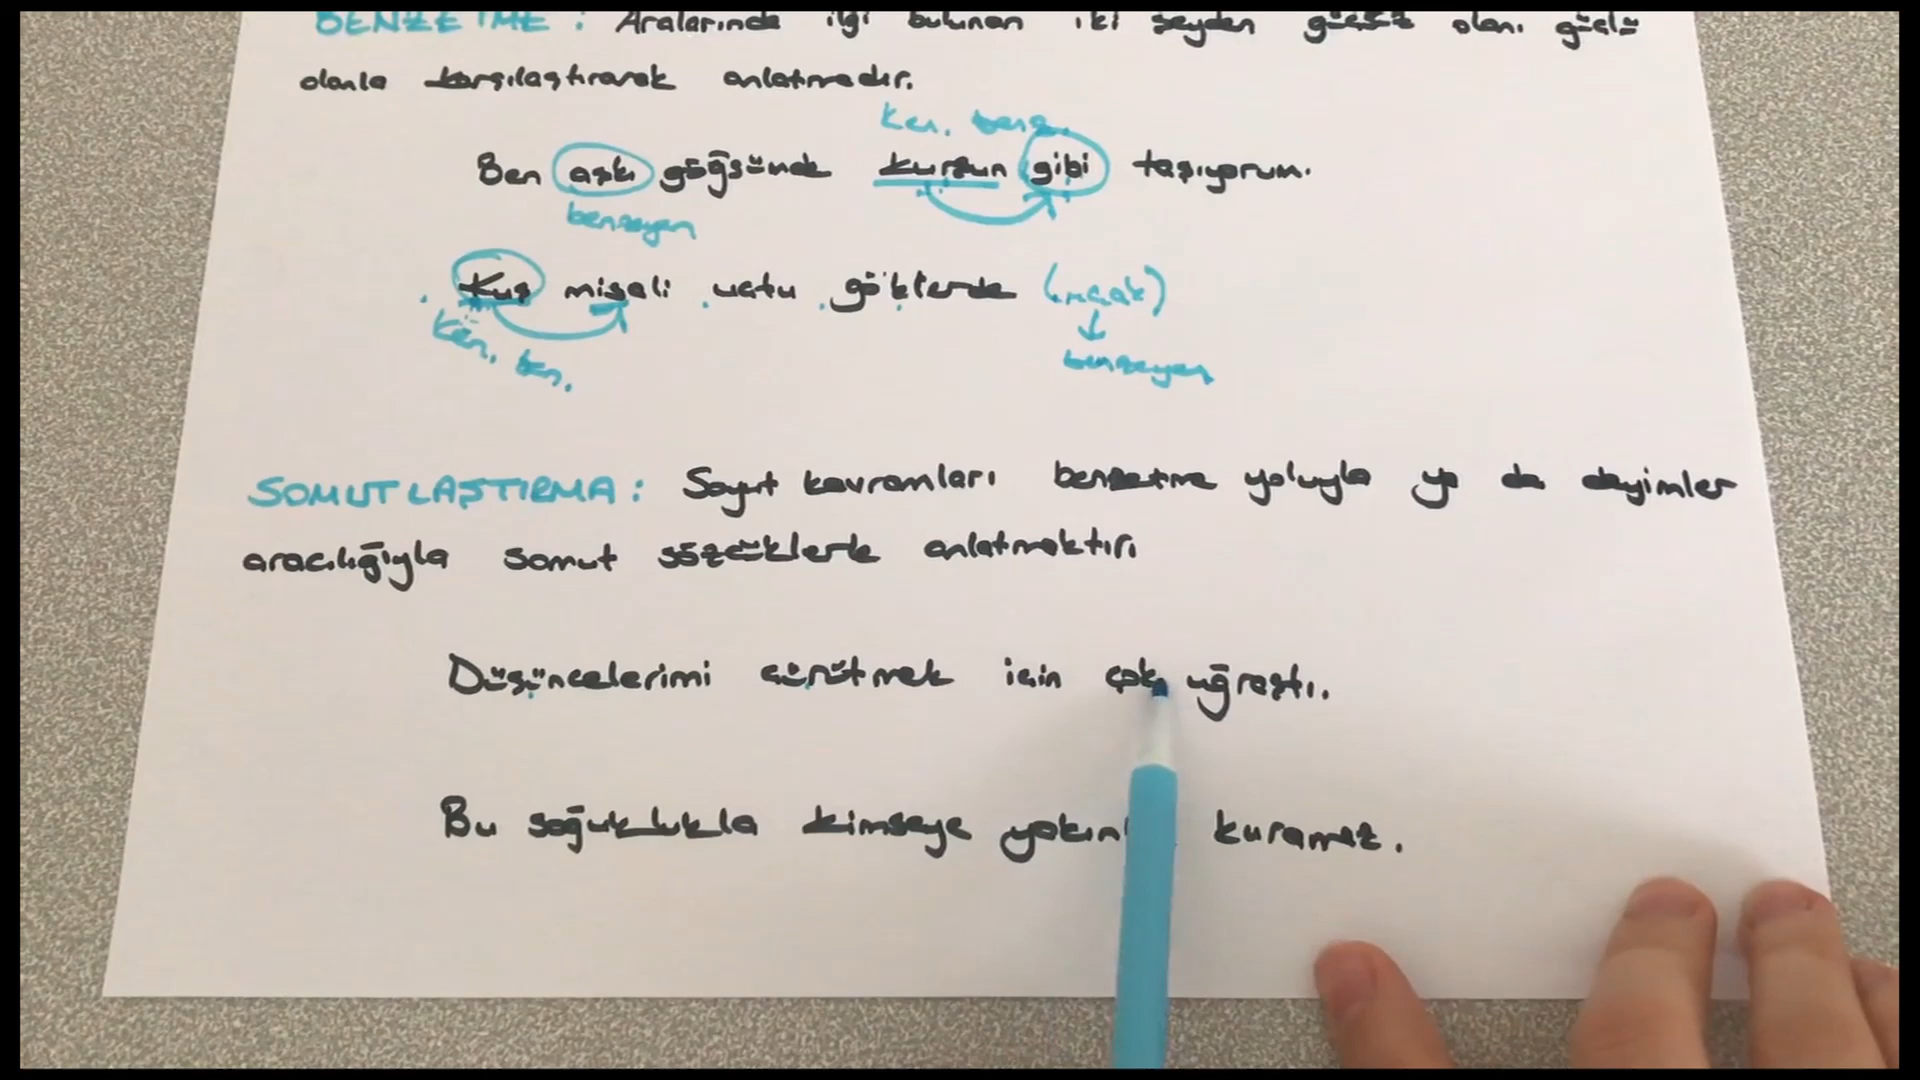 BENZETME : Aralarında ilgi bulunan iki şeyden güçsüz olanı güçlü
olanla karşılaştırarak anlatmadır.
Ken. benz.
Ben aşkı göğsümde kurşun gibi taşıyorum.
benzeyen
Kuş misali uçtu göklerde (uçak)
Ken. ben.
benzeyen
SOMUTLAŞTIRMA : Soyut kavramları benzetme yoluyla ya da deyimler
aracılığıyla somut sözcüklerle anlatmaktır.
Düşüncelerimi çürütmek için çok uğraştı.
Bu soğuklukla kimseye yakın kuramaz.